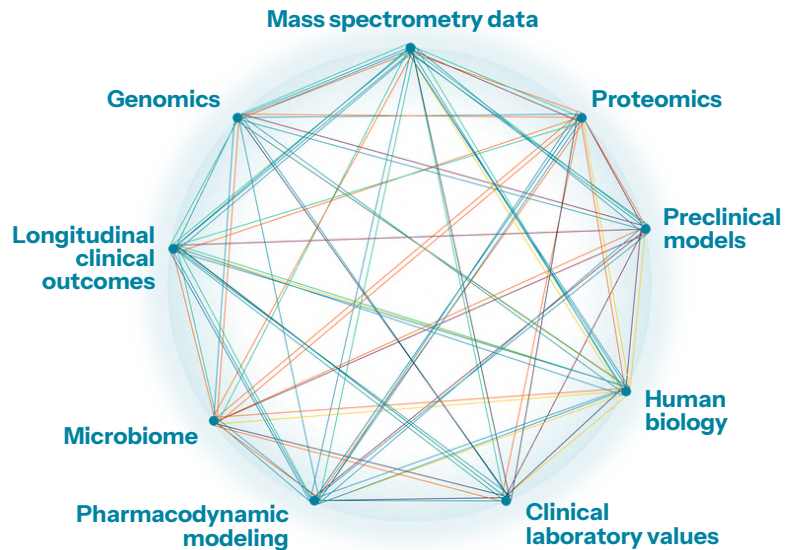 Mass spectrometry data
Genomics
Proteomics
Preclinical
models
Longitudinal
clinical
outcomes
Human
biology
Microbiome
Pharmacodynamic
modeling
Clinical
laboratory values